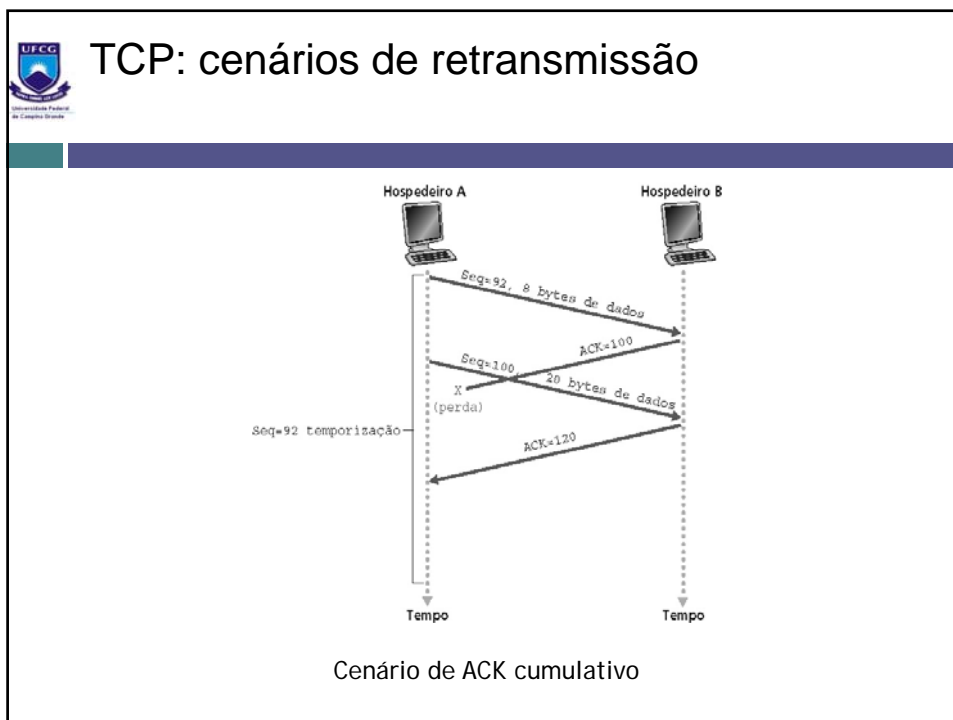 UFCG
Universidade Federal
de Campina Grande
TCP: cenários de retransmissão
Hospedeiro A
Hospedeiro B
Seq=92, 8 bytes de dados
ACK=100
Seq=100, 20 bytes de dados
X
(perda)
Seq=92 temporização
ACK=120
Tempo
Tempo
Cenário de ACK cumulativo